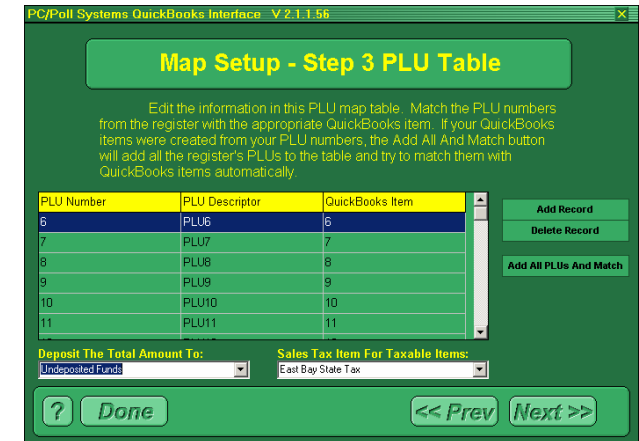 PC/Poll Systems QuickBooks Interface V 2.1.1.56
Map Setup - Step 3 PLU Table
Edit the information in this PLU map table. Match the PLU numbers
from the register with the appropriate QuickBooks item. If your QuickBooks
items were created from your PLU numbers, the Add All And Match button
will add all the register's PLUs to the table and try to match them with
QuickBooks items automatically.
PLU Number PLU Descriptor QuickBooks Item
6 PLU6 6
7 PLU7 7
8 PLU8 8
9 PLU9 9
10 PLU10 10
11 PLU11 11
Add Record
Delete Record
Add All PLUs And Match
Deposit The Total Amount To: Sales Tax Item For Taxable Items:
Undeposited Funds East Bay State Tax
? Done << Prev Next >>